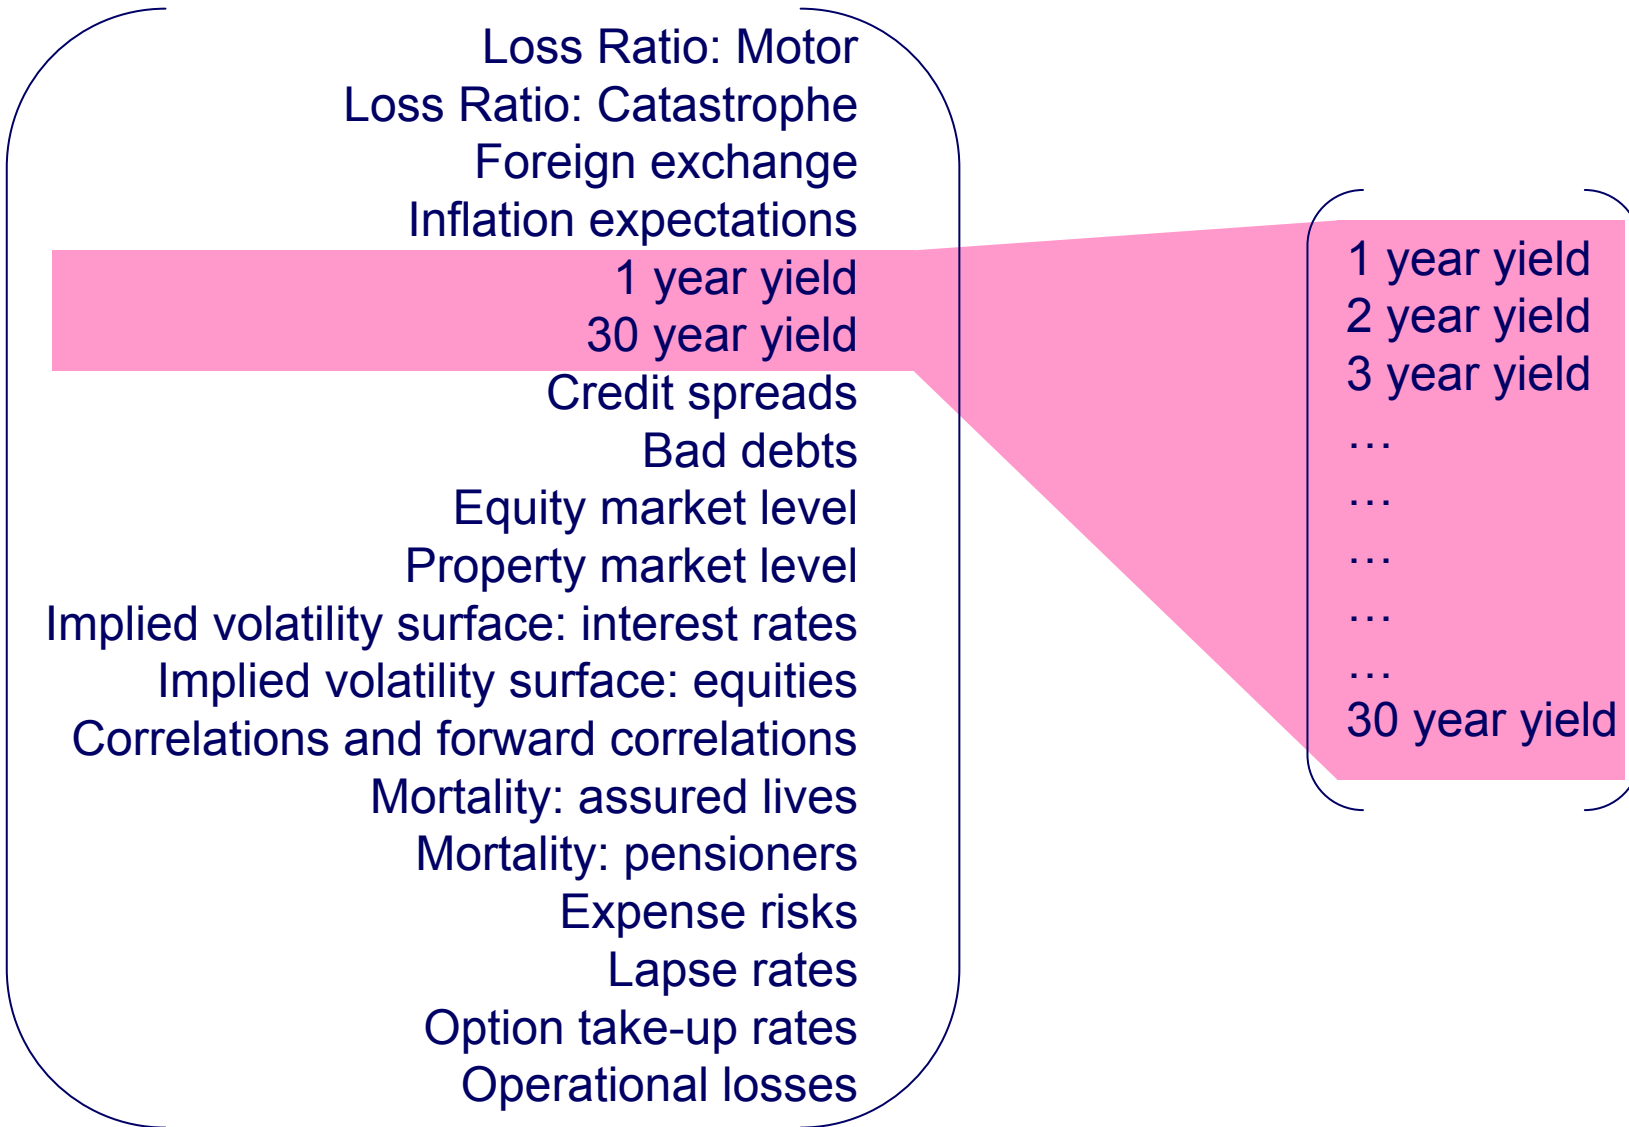 Loss Ratio: Motor
Loss Ratio: Catastrophe
Foreign exchange
Inflation expectations
1 year yield
30 year yield
Credit spreads
Bad debts
Equity market level
Property market level
Implied volatility surface: interest rates
Implied volatility surface: equities
Correlations and forward correlations
Mortality: assured lives
Mortality: pensioners
Expense risks
Lapse rates
Option take-up rates
Operational losses
1 year yield
2 year yield
3 year yield
…
…
…
…
…
30 year yield